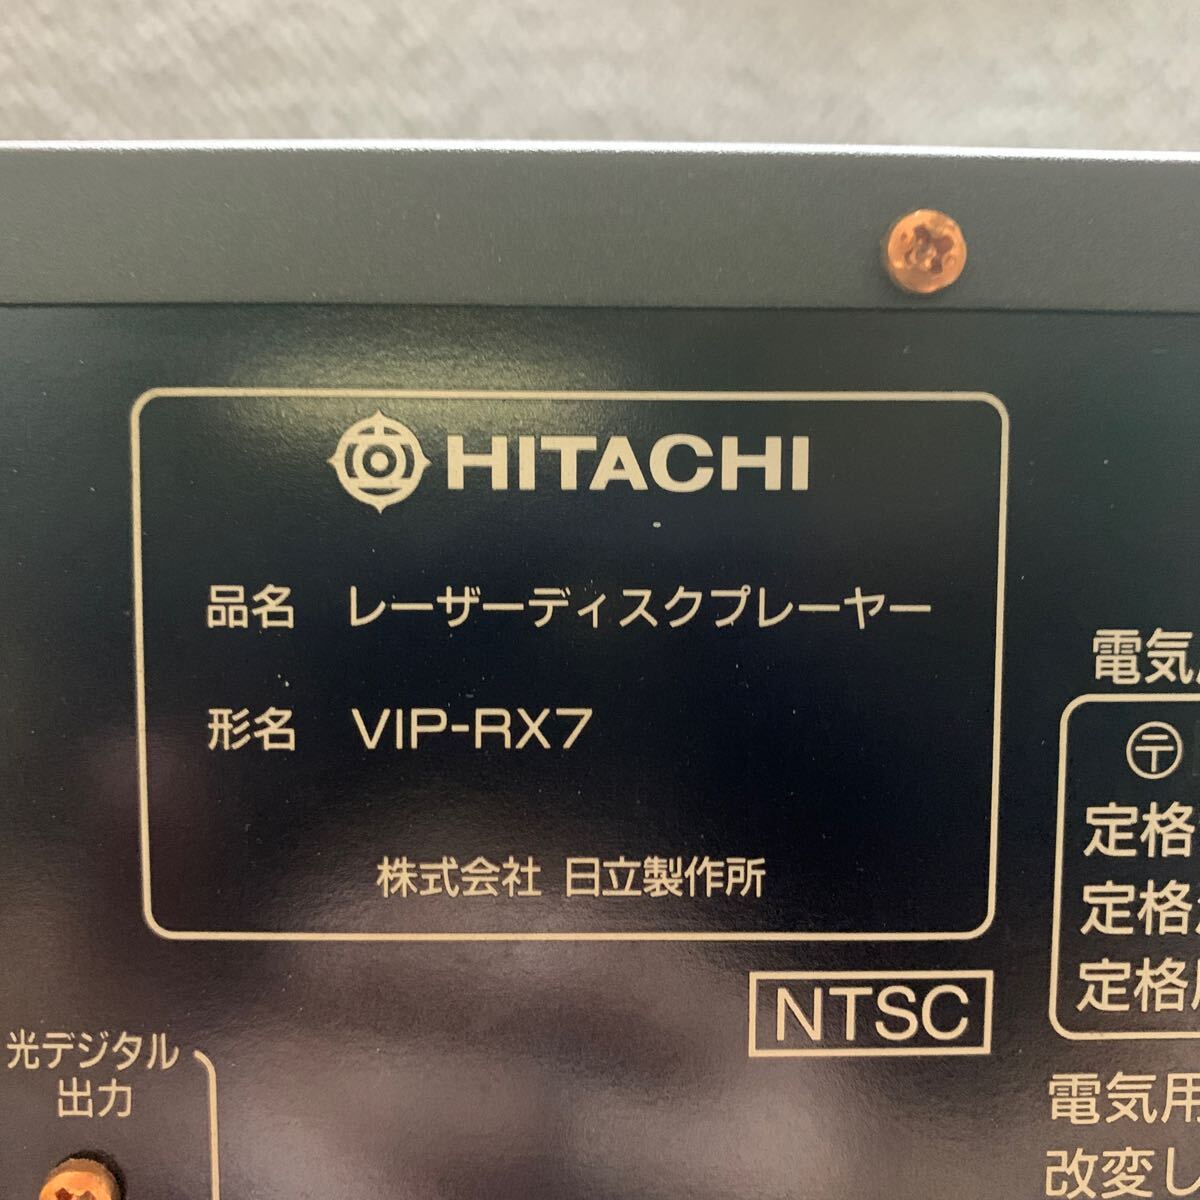 HITACHI
品名 レーザーディスクプレーヤー
形名 VIP-RX7
株式会社 日立製作所
NTSC
光デジタル
出力
電気
〒
定格
定格
定格
電気用
改変し